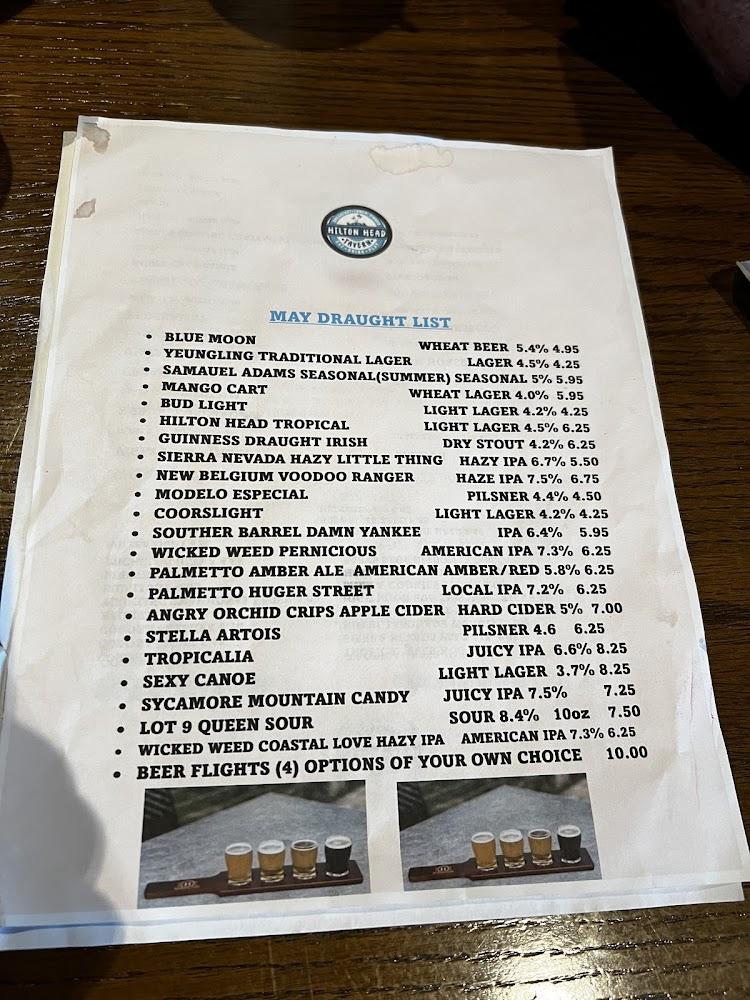 HILTON HEAD
TAVERN
MAY DRAUGHT LIST
• BLUE MOON WHEAT BEER 5.4% 4.95
• YEUNGLING TRADITIONAL LAGER LAGER 4.5% 4.25
• SAMAUEL ADAMS SEASONAL(SUMMER) SEASONAL 5% 5.95
• MANGO CART WHEAT LAGER 4.0% 5.95
• BUD LIGHT LIGHT LAGER 4.2% 4.25
• HILTON HEAD TROPICAL LIGHT LAGER 4.5% 6.25
• GUINNESS DRAUGHT IRISH DRY STOUT 4.2% 6.25
• SIERRA NEVADA HAZY LITTLE THING HAZY IPA 6.7% 5.50
• NEW BELGIUM VOODOO RANGER HAZE IPA 7.5% 6.75
• MODELO ESPECIAL PILSNER 4.4% 4.50
• COORSLIGHT LIGHT LAGER 4.2% 4.25
• SOUTHER BARREL DAMN YANKEE IPA 6.4% 5.95
• WICKED WEED PERNICIOUS AMERICAN IPA 7.3% 6.25
• PALMETTO AMBER ALE AMERICAN AMBER/RED 5.8% 6.25
• PALMETTO HUGER STREET LOCAL IPA 7.2% 6.25
• ANGRY ORCHID CRIPS APPLE CIDER HARD CIDER 5% 7.00
• STELLA ARTOIS PILSNER 4.6 6.25
• TROPICALIA JUICY IPA 6.6% 8.25
• SEXY CANOE LIGHT LAGER 3.7% 8.25
• SYCAMORE MOUNTAIN CANDY JUICY IPA 7.5% 7.25
• LOT 9 QUEEN SOUR SOUR 8.4% 10oz 7.50
• WICKED WEED COASTAL LOVE HAZY IPA AMERICAN IPA 7.3% 6.25
• BEER FLIGHTS (4) OPTIONS OF YOUR OWN CHOICE 10.00